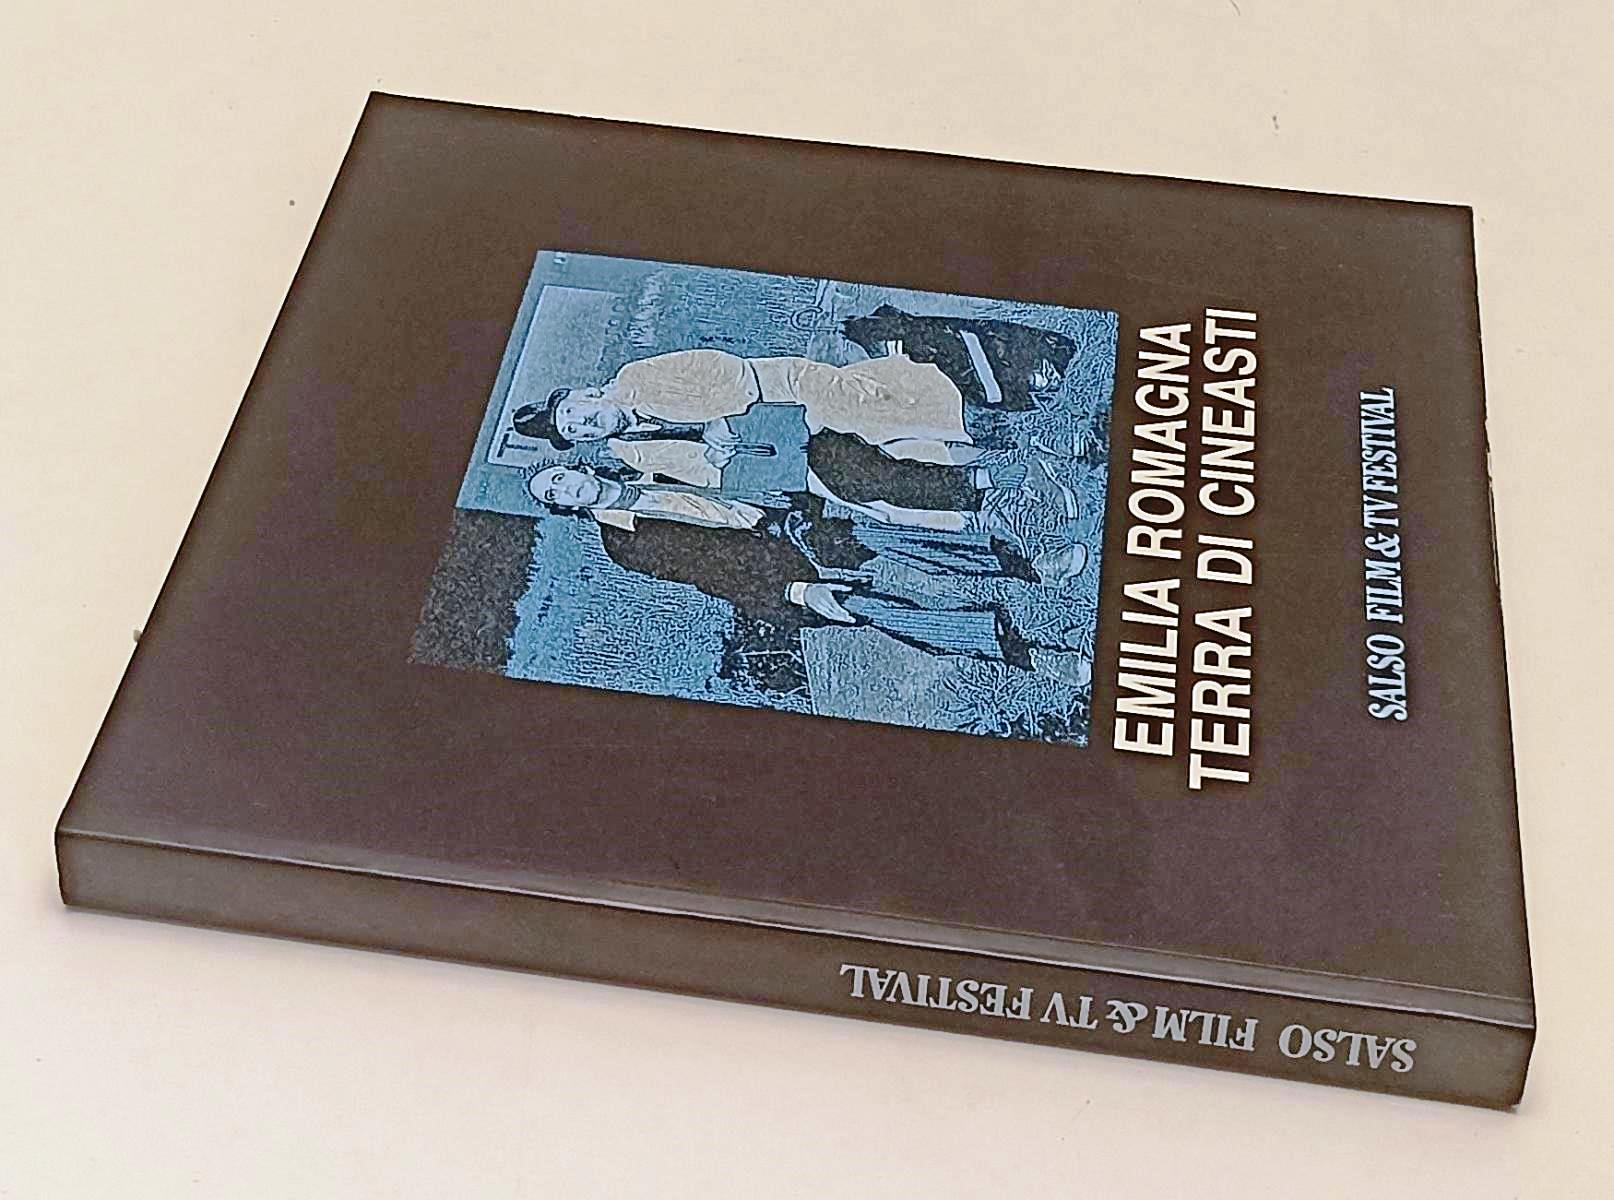 EMILIA ROMAGNA
TERRA DI CINEASTI
SALSO FILM & TV FESTIVAL
SALSO FILM & TV FESTIVAL